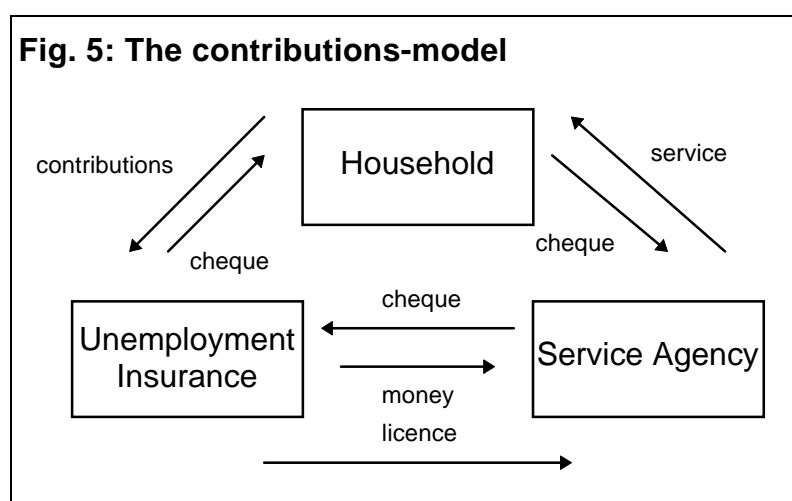 Fig. 5: The contributions-model
contributions
Household
service
cheque
cheque
cheque
Unemployment
Insurance
Service Agency
money
licence